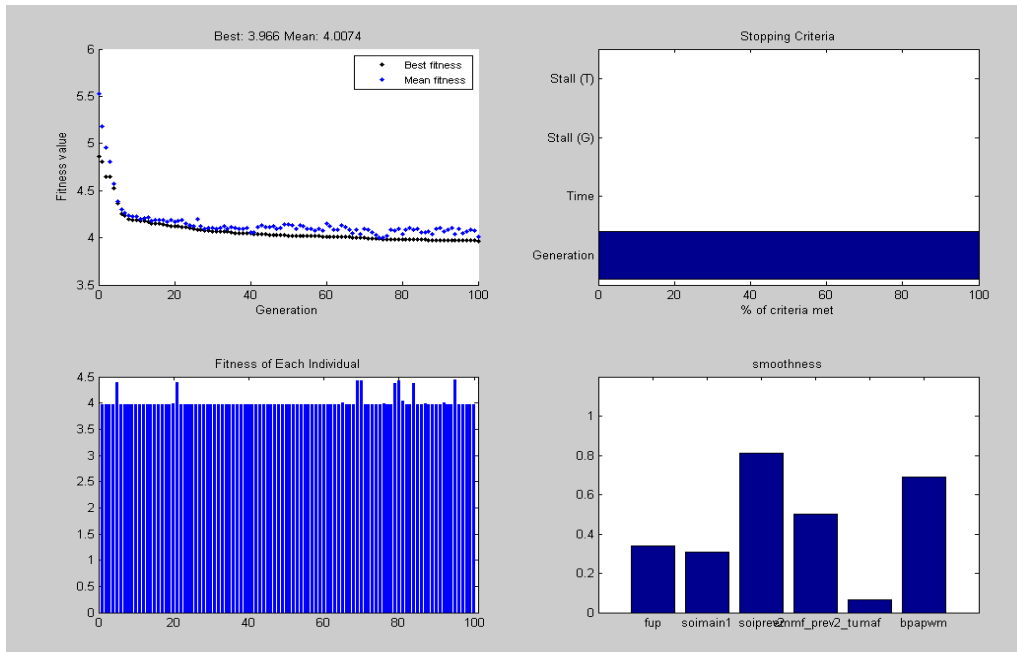 Best: 3.966 Mean: 4.0074
6
5.5
5
4.5
4
3.5
Fitness value
Best fitness
Mean fitness
0
20
40
60
80
100
Generation
Stopping Criteria
Stall (T)
Stall (G)
Time
Generation
0
20
40
60
80
100
% of criteria met
Fitness of Each Individual
4.5
4
3.5
3
2.5
2
1.5
1
0.5
0
0
20
40
60
80
100
smoothness
1
0.8
0.6
0.4
0.2
0
fup
soimain1
bpapwm